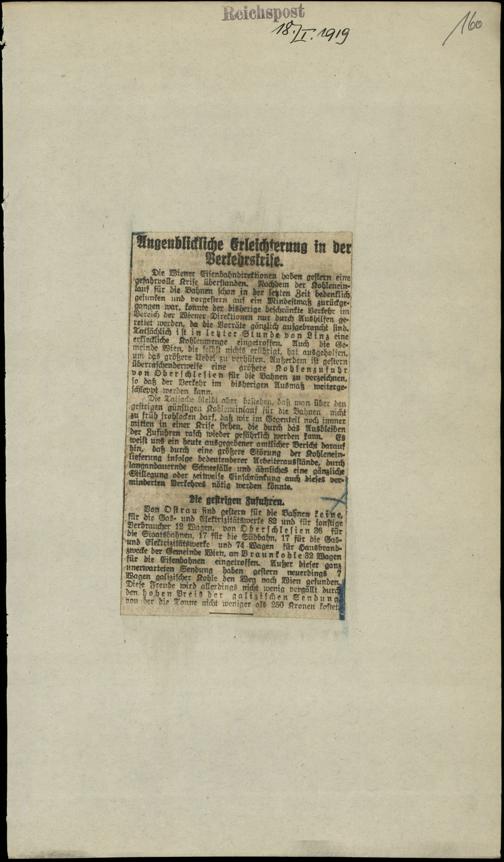 Reichspost
18./I. 1919
160
Augenblickliche Erleichterung in der
Verkehrskrise.
Die Wiener Eisenbahndirektionen haben gestern eine
gefahrvolle Krise überstanden. Nachdem der Kohlenein-
lauf für die Bahnen schon in der letzten Zeit bedenklich
gesunken und vorgestern auf ein Mindestmaß zurückge-
gangen war, konnte der bisherige beschränkte Verkehr im
Bereich der Wiener Direktionen nur durch Aushilfen ge-
rettet werden, da die Vorräte gänzlich aufgebraucht sind.
Tatsächlich ist in letzter Stunde von Linz eine
erkleckliche Kohlenmenge eingetroffen. Auch die Ge-
meinde Wien, die selbst nichts erübrigt, hat ausgeholfen,
um das größere Uebel zu verhüten. Außerdem ist gestern
überraschenderweise eine größere Kohlenzufuhr
von Oberschlesien für die Bahnen zu verzeichnen,
so daß der Verkehr im bisherigen Ausmaß weiterge-
schleppt werden kann.
Die Tatsache bleibt aber bestehen, daß man über den
gestrigen günstigen Kohleneinlauf für die Bahnen nicht
zu früh frohlocken darf, daß wir im Gegenteil noch immer
mitten in einer Krise stehen, die durch das Ausbleiben
der Zufuhren rasch wieder gefährlich werden kann. Es
weist uns ein heute ausgegebener amtlicher Bericht darauf
hin, daß durch eine größere Störung der Kohlenein-
lieferung infolge bedeutenderer Arbeiterausstände, durch
langandauernde Schneefälle und ähnliches eine gänzliche
Stillegung oder zeitweise Einschränkung auch dieses ver-
minderten Verkehrs nötig werden könnte.
Die gestrigen Zufuhren.
Von Ostrau sind gestern für die Bahnen keine,
für die Gas- und Elektrizitätswerke 82 und für sonstige
Verbraucher 12 Wagen, von Oberschlesien 36 für
die Staatsbahnen, 17 für die Südbahn, 17 für die Gas-
und Elektrizitätswerke und 74 Wagen für Hausbrand-
zwecke der Gemeinde Wien, an Braunkohle 32 Wagen
für die Eisenbahnen eingetroffen. Außer dieser ganz
unerwarteten Sendung haben gestern neuerdings 7
Wagen galizischer Kohle den Weg nach Wien gefunden.
Diese Freude wird allerdings nicht wenig vergällt durch
den hohen Preis der galizischen Sendung,
von der die Tonne nicht weniger als 250 Kronen kostet.